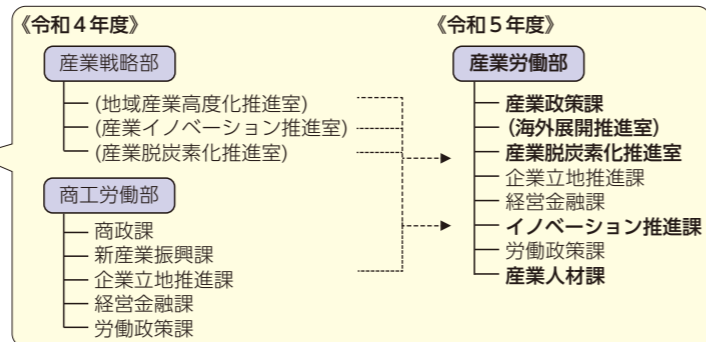 《令和４年度》
産業戦略部
(地域産業高度化推進室)
(産業イノベーション推進室)
(産業脱炭素化推進室)
商工労働部
商政課
新産業振興課
企業立地推進課
経営金融課
労働政策課
《令和５年度》
産業労働部
産業政策課
(海外展開推進室)
産業脱炭素化推進室
企業立地推進課
経営金融課
イノベーション推進課
労働政策課
産業人材課